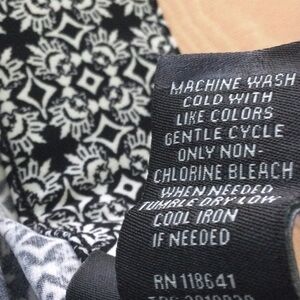 MACHINE WASH
COLD WITH
LIKE COLORS
GENTLE CYCLE
ONLY NON-
CHLORINE BLEACH
WHEN NEEDED
TUMBLE DRY LOW
COOL IRON
IF NEEDED
RN 118641